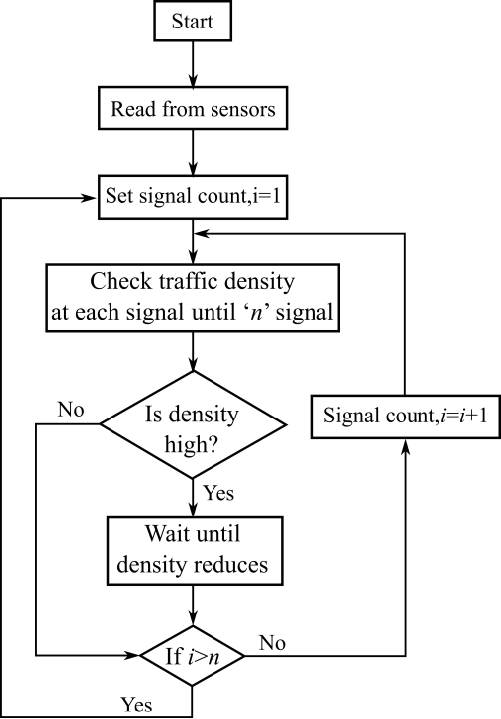 Start
Read from sensors
Set signal count,i=1
Check traffic density
at each signal until ‘n’ signal
No
Is density
high?
Signal count,i=i+1
Yes
Wait until
density reduces
If i>n
No
Yes